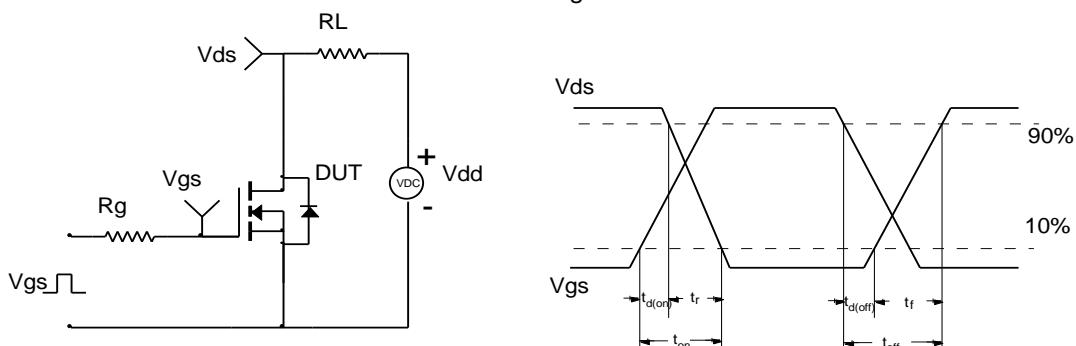 RL
Vds
Vgs
DUT
VDC
+
Vdd
-
Rg
Vgs
Vds
90%
10%
Vgs
td(on)
tr
td(off)
tf
ton
toff